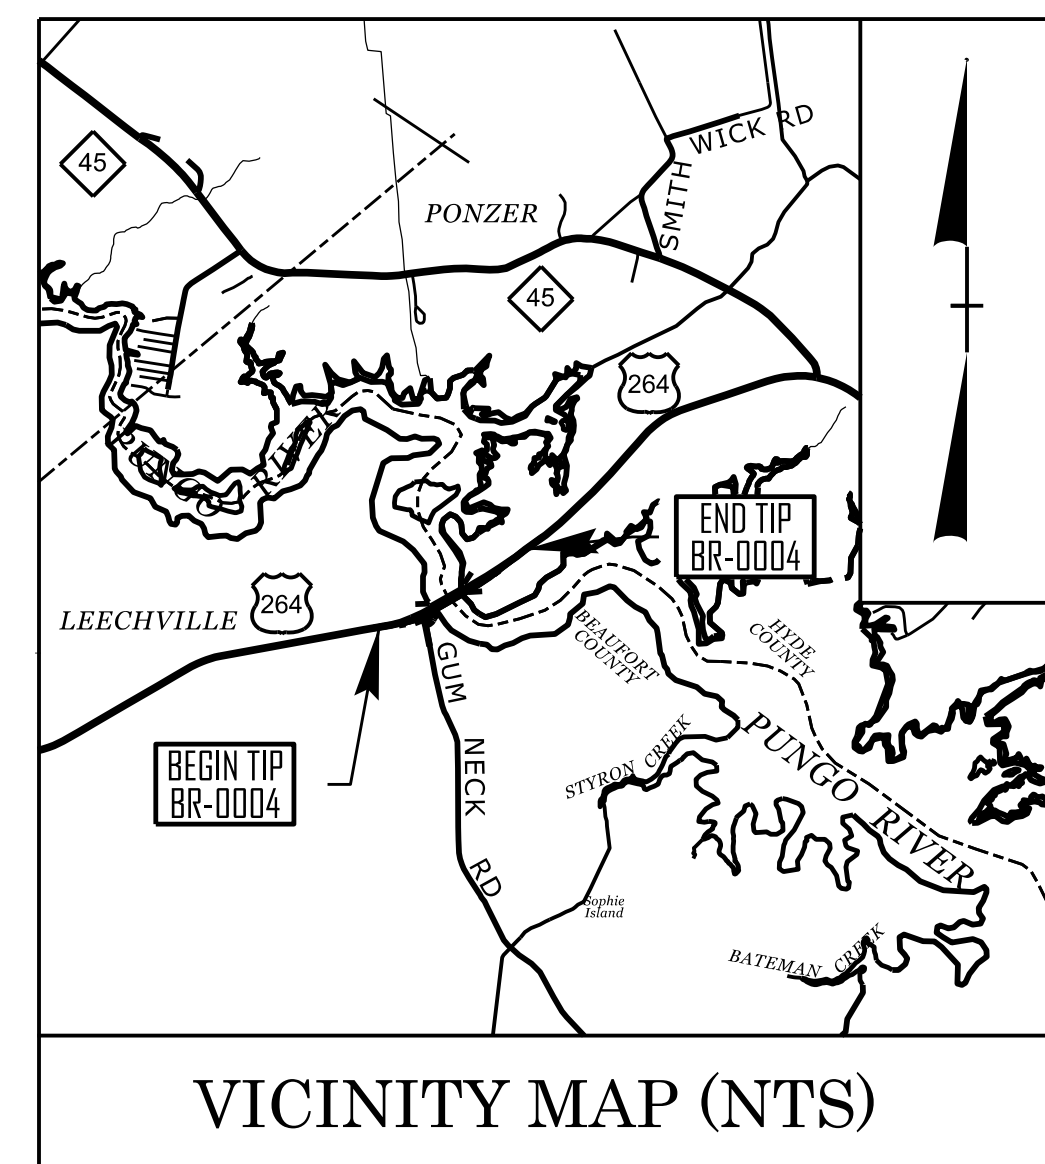 45
WICK RD
SMITH
PONZER
45
264
PUNGO RIVER
END TIP
BR-0004
264
LEECHVILLE
BEAUFORT
COUNTY
HYDE
COUNTY
GUM NECK RD
STYRON CREEK
PUNGO RIVER
BEGIN TIP
BR-0004
Sophie
Island
BATEMAN CREEK
VICINITY MAP (NTS)